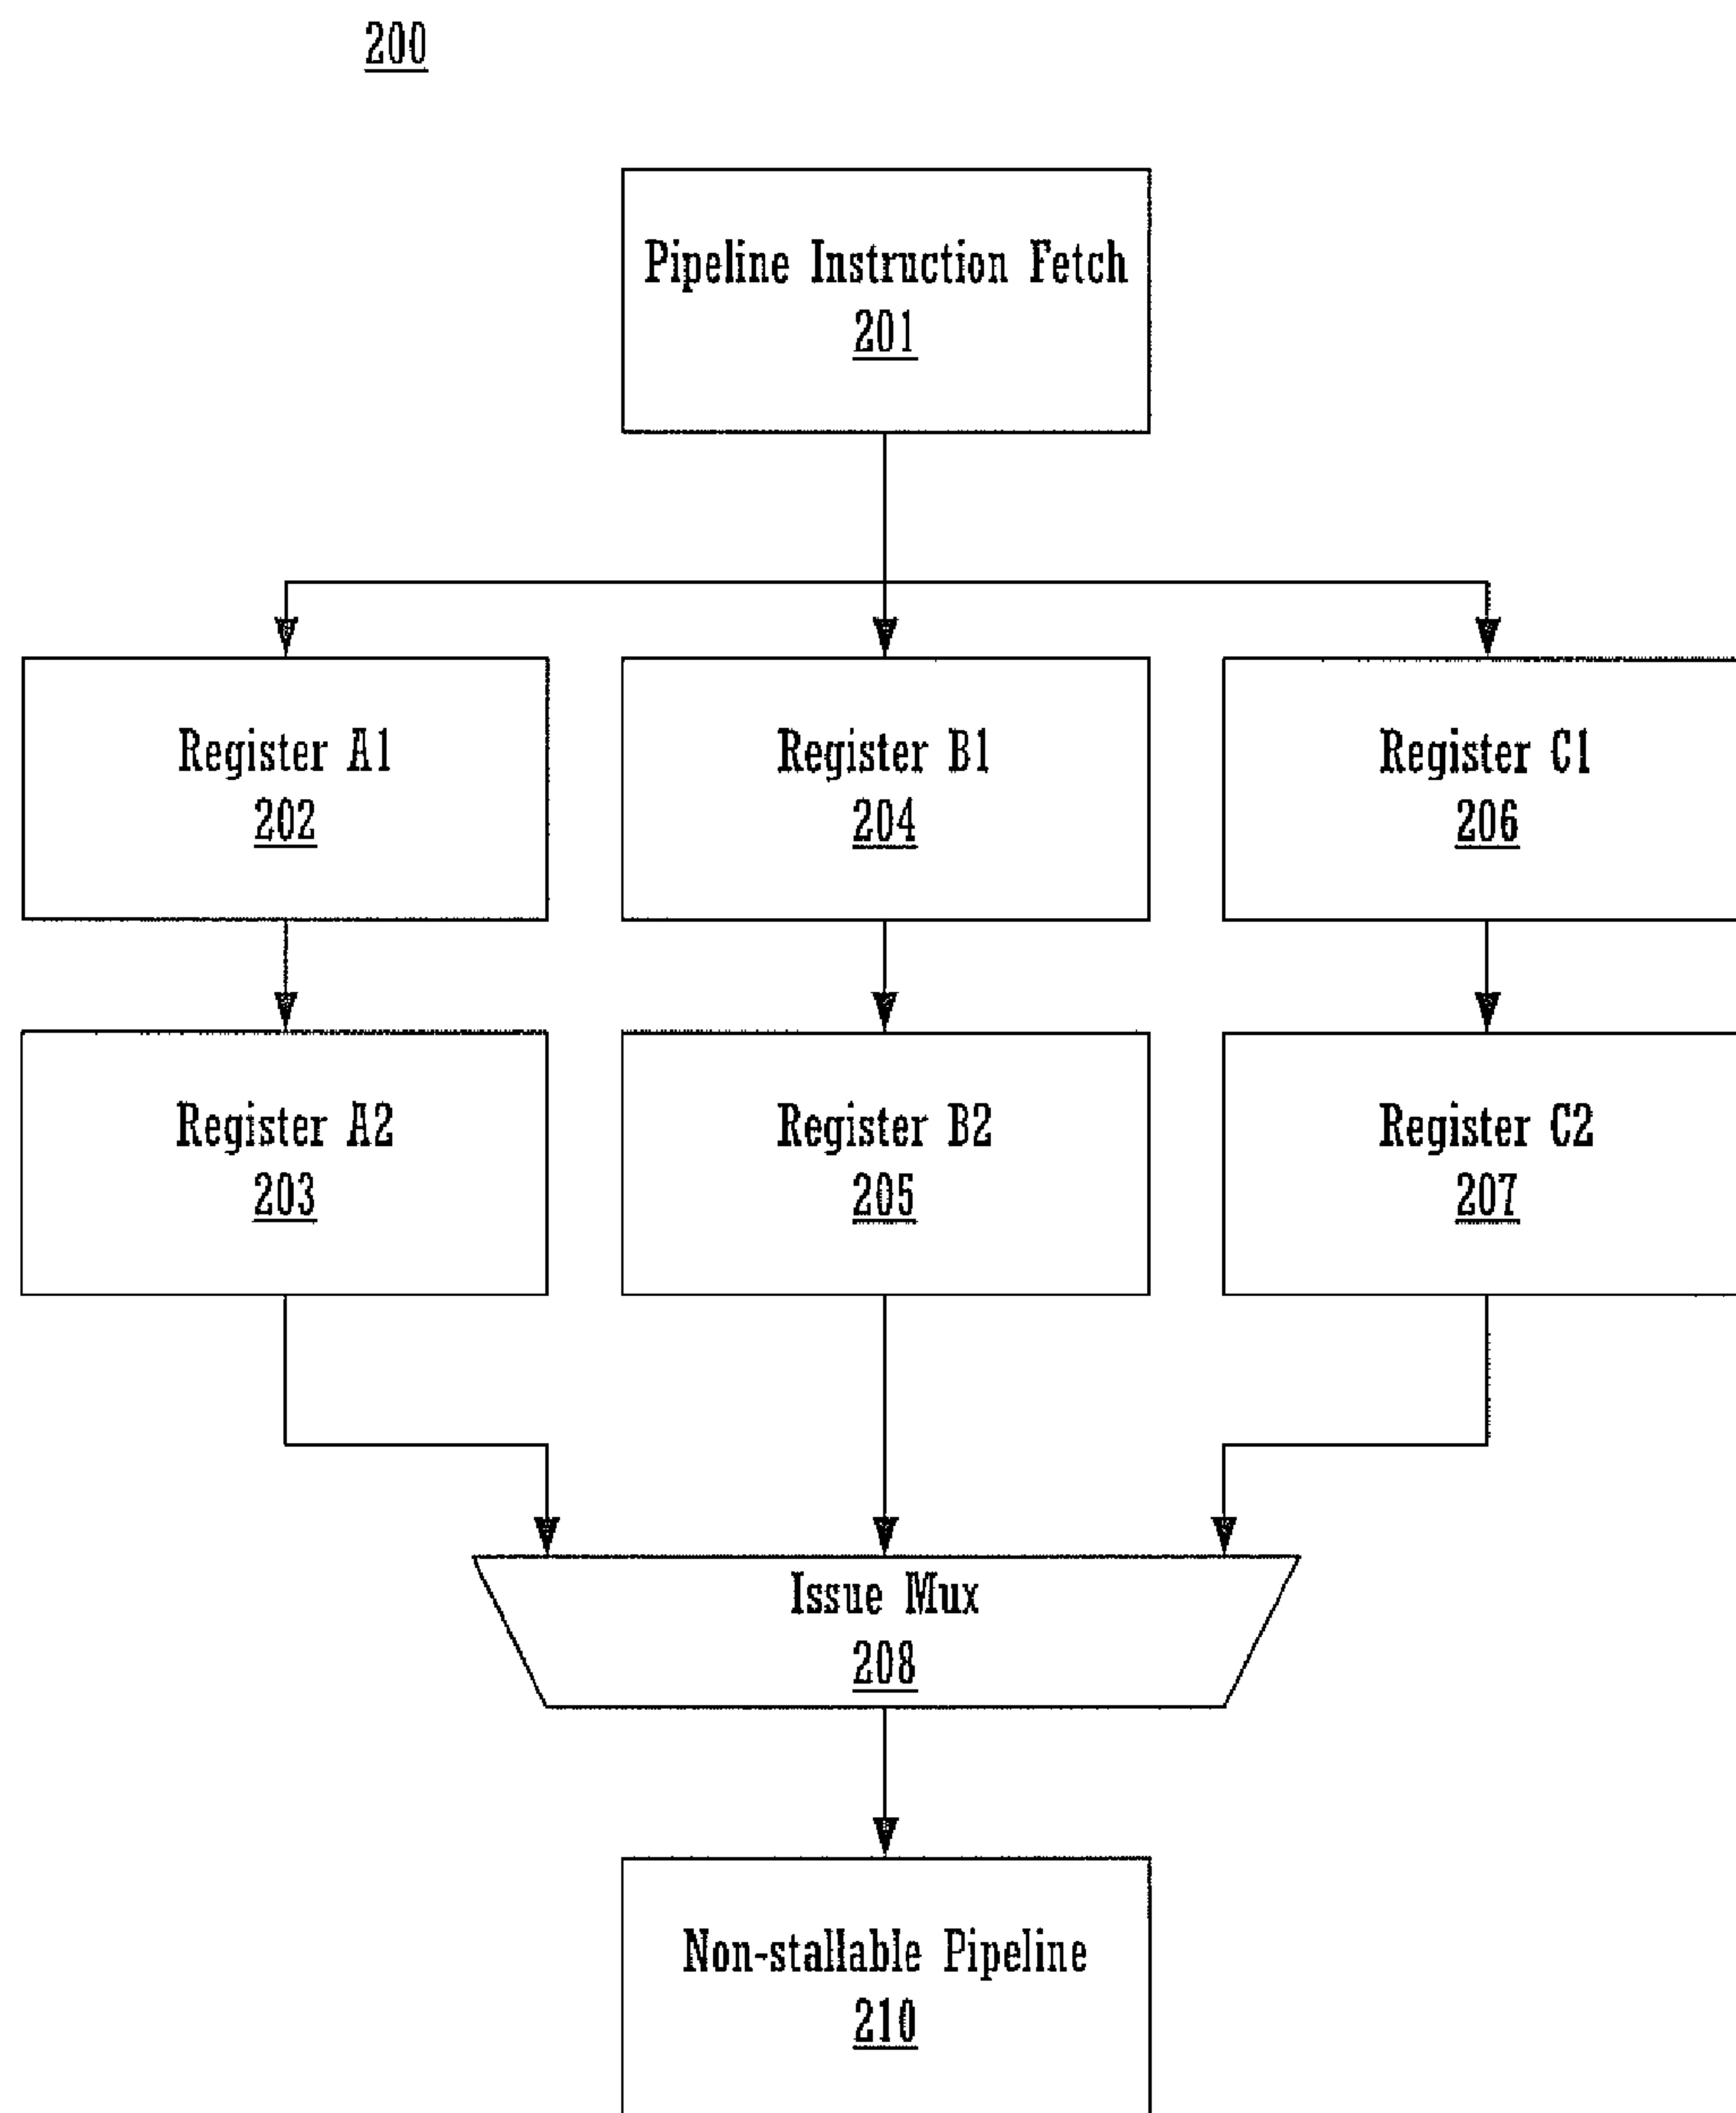 200
Pipeline Instruction Fetch
201
Register A1
202
Register B1
204
Register C1
206
Register A2
203
Register B2
205
Register C2
207
Issue Mux
208
Non-stallable Pipeline
210